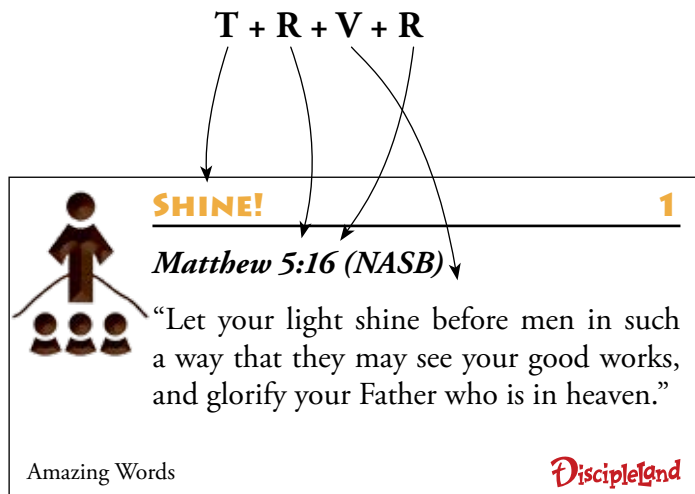 T + R + V + R
SHINE! 1
Matthew 5:16 (NASB)
“Let your light shine before men in such
a way that they may see your good works,
and glorify your Father who is in heaven.”
Amazing Words DiscipleLand